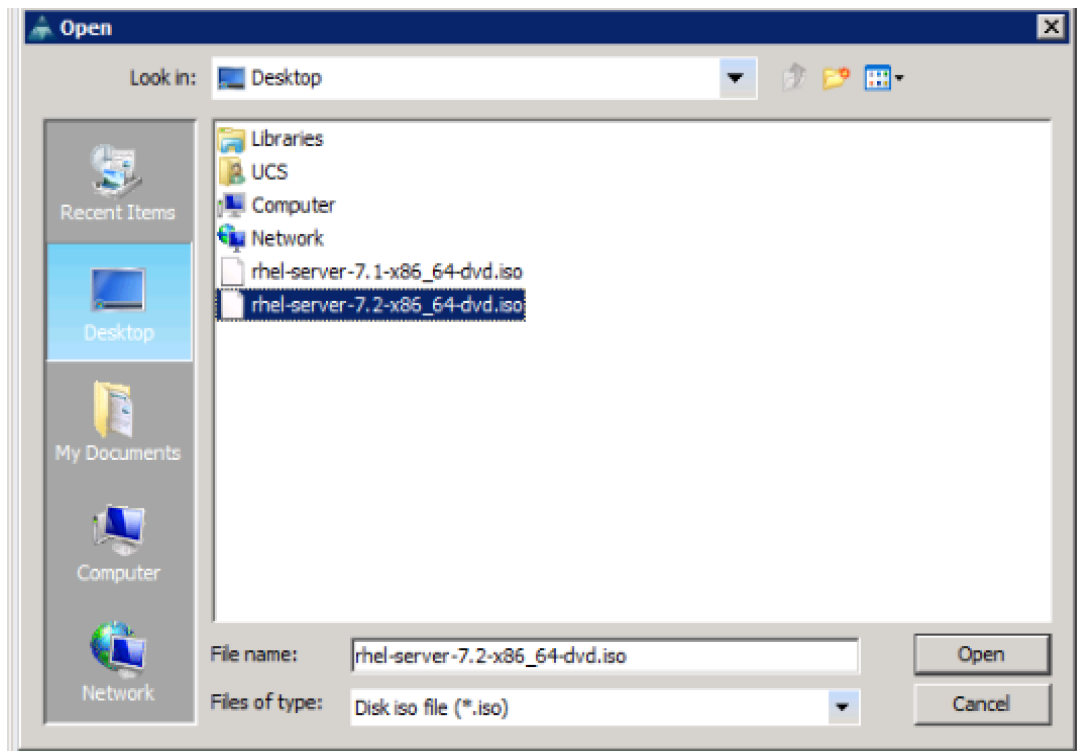 Open
Look in:
Desktop
Recent Items
Desktop
My Documents
Computer
Network
Libraries
UCS
Computer
Network
rhel-server-7.1-x86_64-dvd.iso
rhel-server-7.2-x86_64-dvd.iso
File name:
rhel-server-7.2-x86_64-dvd.iso
Open
Files of type:
Disk iso file (*.iso)
Cancel